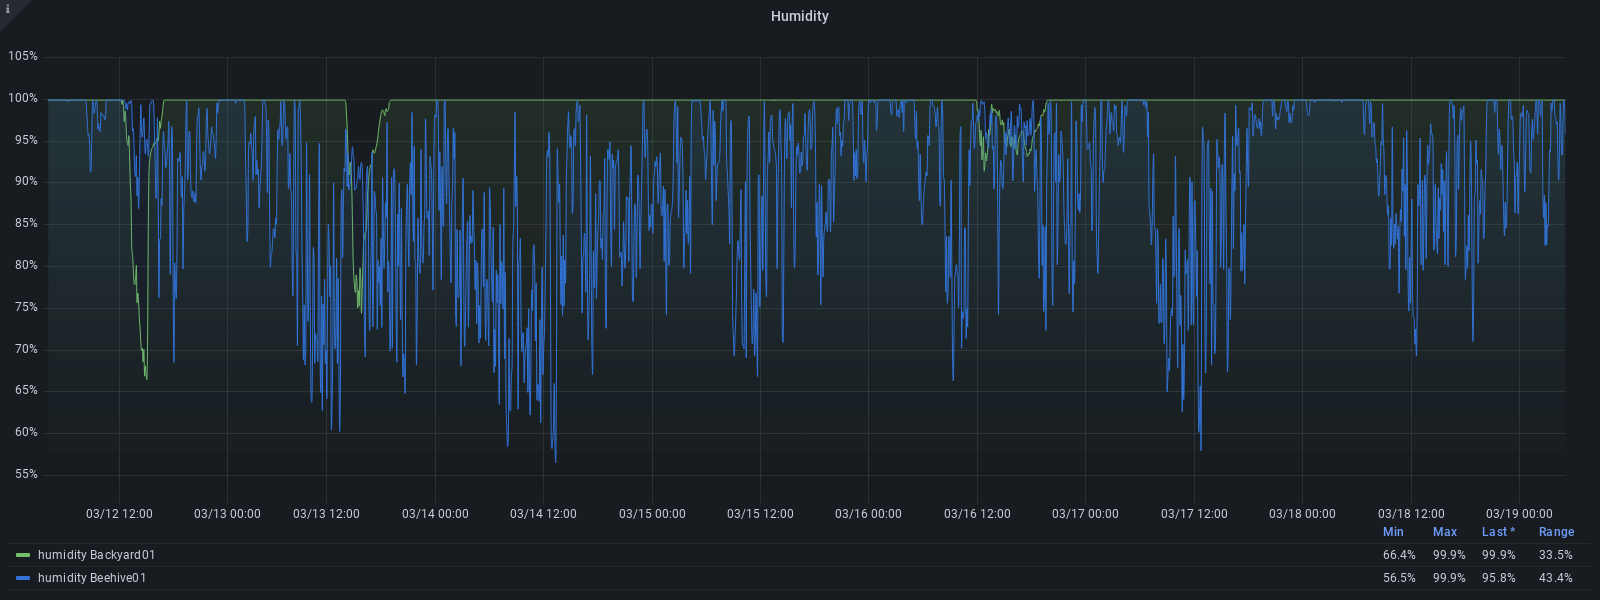 i
Humidity
105%
100%
95%
90%
85%
80%
75%
70%
65%
60%
55%
03/12 12:00 03/13 00:00 03/13 12:00 03/14 00:00 03/14 12:00 03/15 00:00 03/15 12:00 03/16 00:00 03/16 12:00 03/17 00:00 03/17 12:00 03/18 00:00 03/18 12:00 03/19 00:00
Min Max Last * Range
humidity Backyard01 66.4% 99.9% 99.9% 33.5%
humidity Beehive01 56.5% 99.9% 95.8% 43.4%